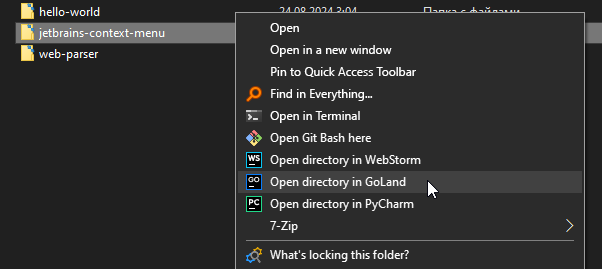 hello-world 24.08.2024 3:04 Папка с файлами
jetbrains-context-menu
web-parser
Open
Open in a new window
Pin to Quick Access Toolbar
Find in Everything...
Open in Terminal
Open Git Bash here
WS Open directory in WebStorm
GO Open directory in GoLand
PC Open directory in PyCharm
7-Zip
What's locking this folder?